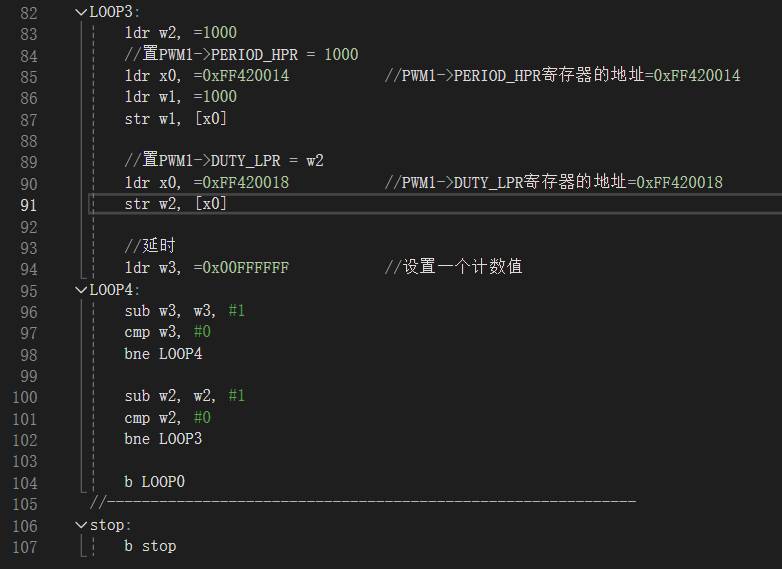 82 LOOP3:
83 ldr w2, =1000
84 //置PWM1->PERIOD_HPR = 1000
85 ldr x0, =0xFF420014 //PWM1->PERIOD_HPR寄存器的地址=0xFF420014
86 ldr w1, =1000
87 str w1, [x0]
88
89 //置PWM1->DUTY_LPR = w2
90 ldr x0, =0xFF420018 //PWM1->DUTY_LPR寄存器的地址=0xFF420018
91 str w2, [x0]
92
93 //延时
94 ldr w3, =0x00FFFFFF //设置一个计数值
95 LOOP4:
96 sub w3, w3, #1
97 cmp w3, #0
98 bne LOOP4
99
100 sub w2, w2, #1
101 cmp w2, #0
102 bne LOOP3
103
104 b LOOP0
105 //-------------------------------------------------------------
106 stop:
107 b stop